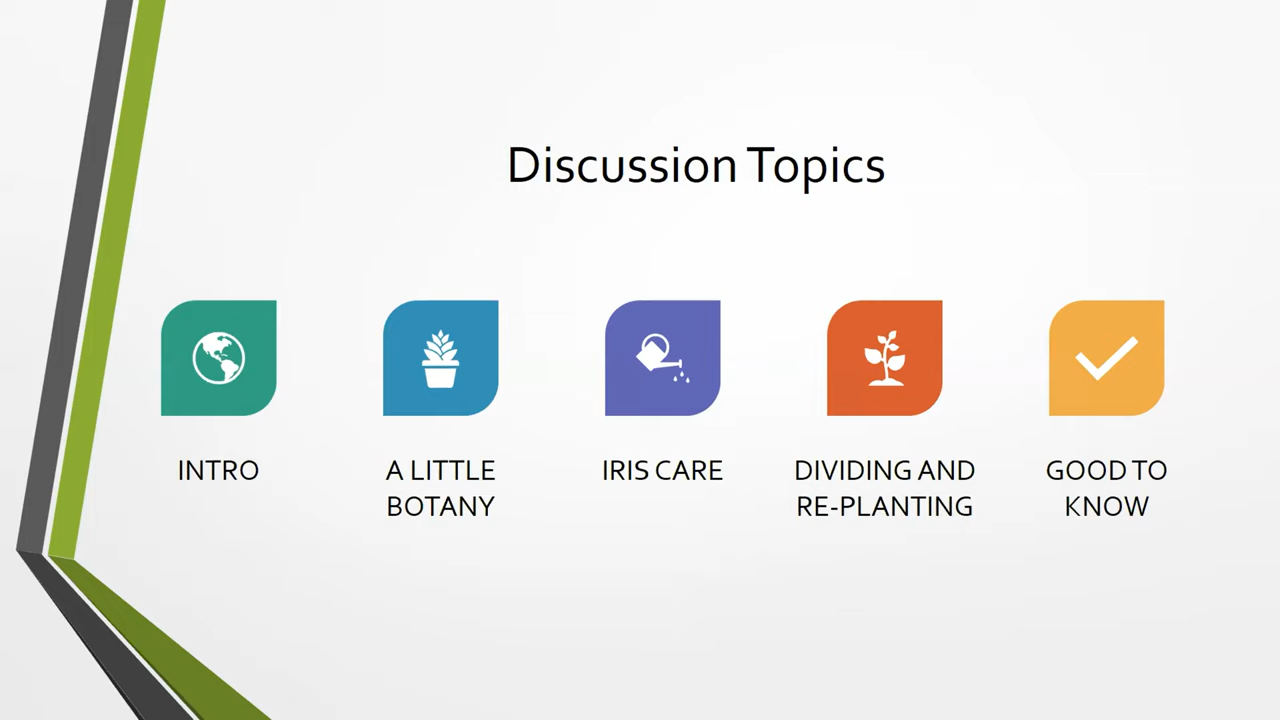 Discussion Topics
INTRO
A LITTLE
BOTANY
IRIS CARE
DIVIDING AND
RE-PLANTING
GOOD TO
KNOW